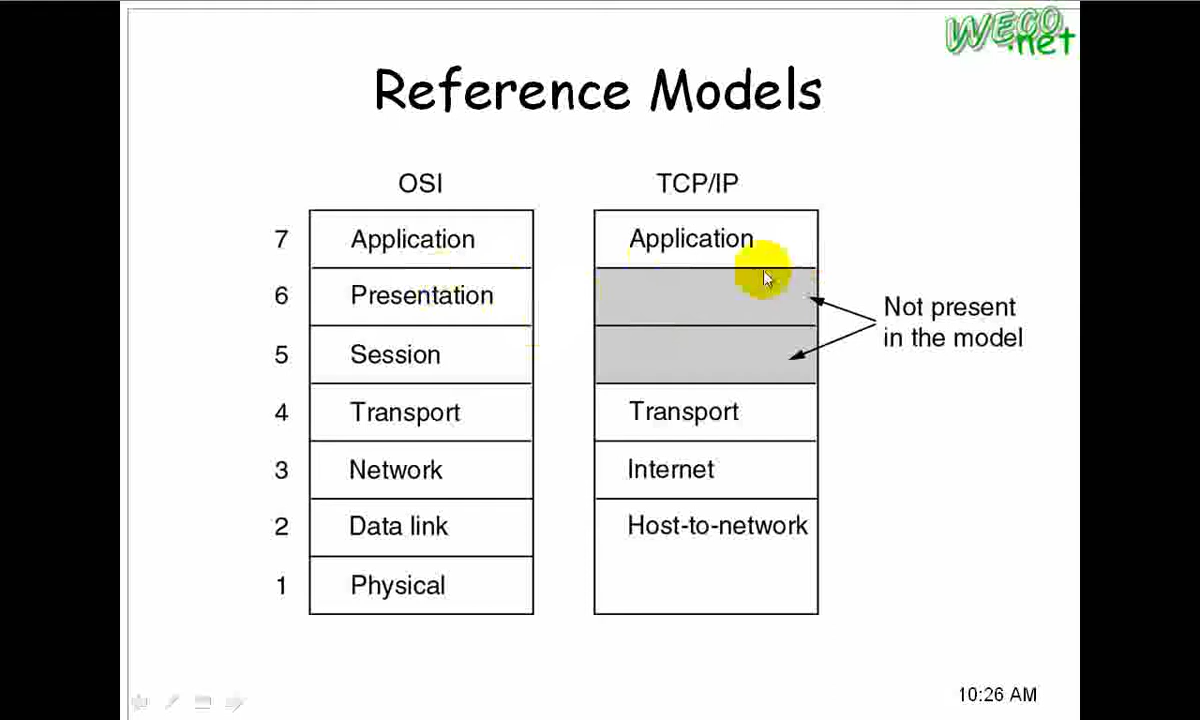 WECO
.net
Reference Models
OSI
TCP/IP
7
Application
Application
6
Presentation
Not present
in the model
5
Session
4
Transport
Transport
3
Network
Internet
2
Data link
Host-to-network
1
Physical
10:26 AM